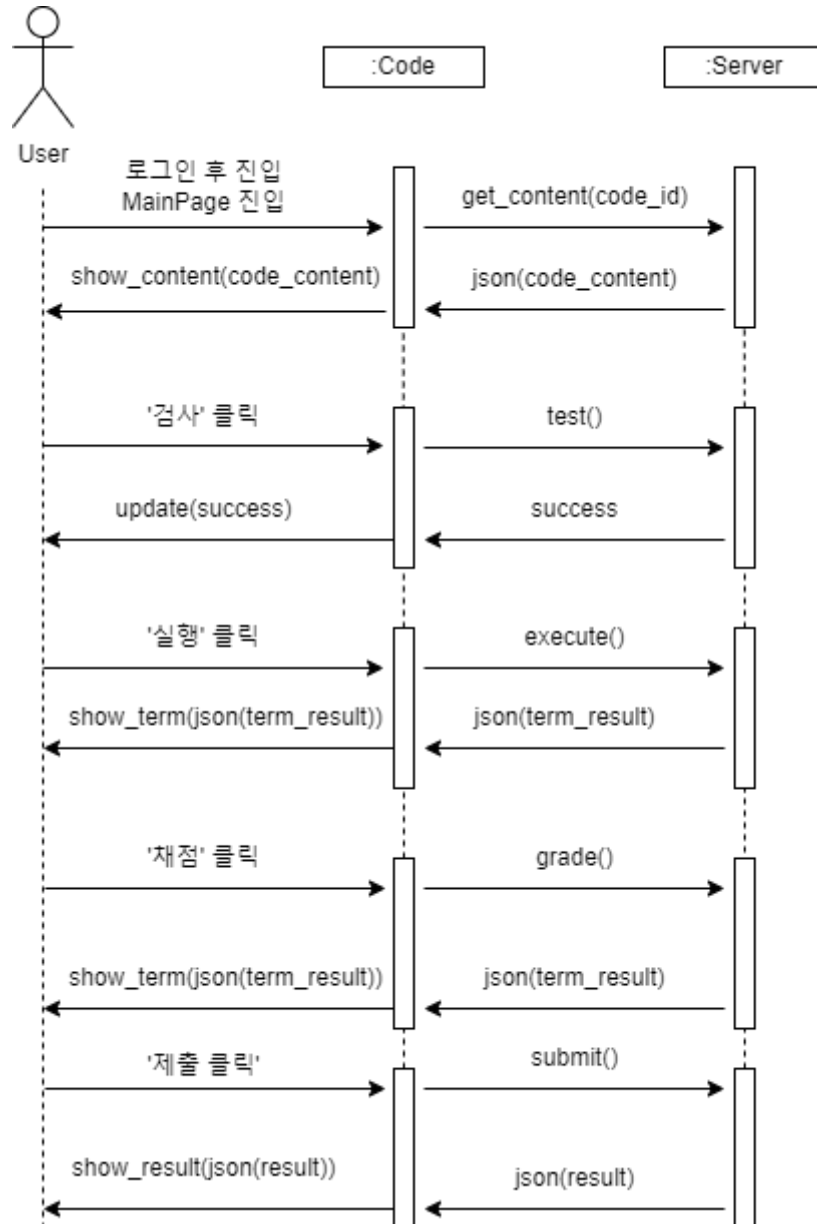 :Code
:Server
User
로그인 후 진입
MainPage 진입
get_content(code_id)
show_content(code_content)
json(code_content)
'검사' 클릭
test()
update(success)
success
'실행' 클릭
execute()
show_term(json(term_result))
json(term_result)
'채점' 클릭
grade()
show_term(json(term_result))
json(term_result)
'제출 클릭'
submit()
show_result(json(result))
json(result)